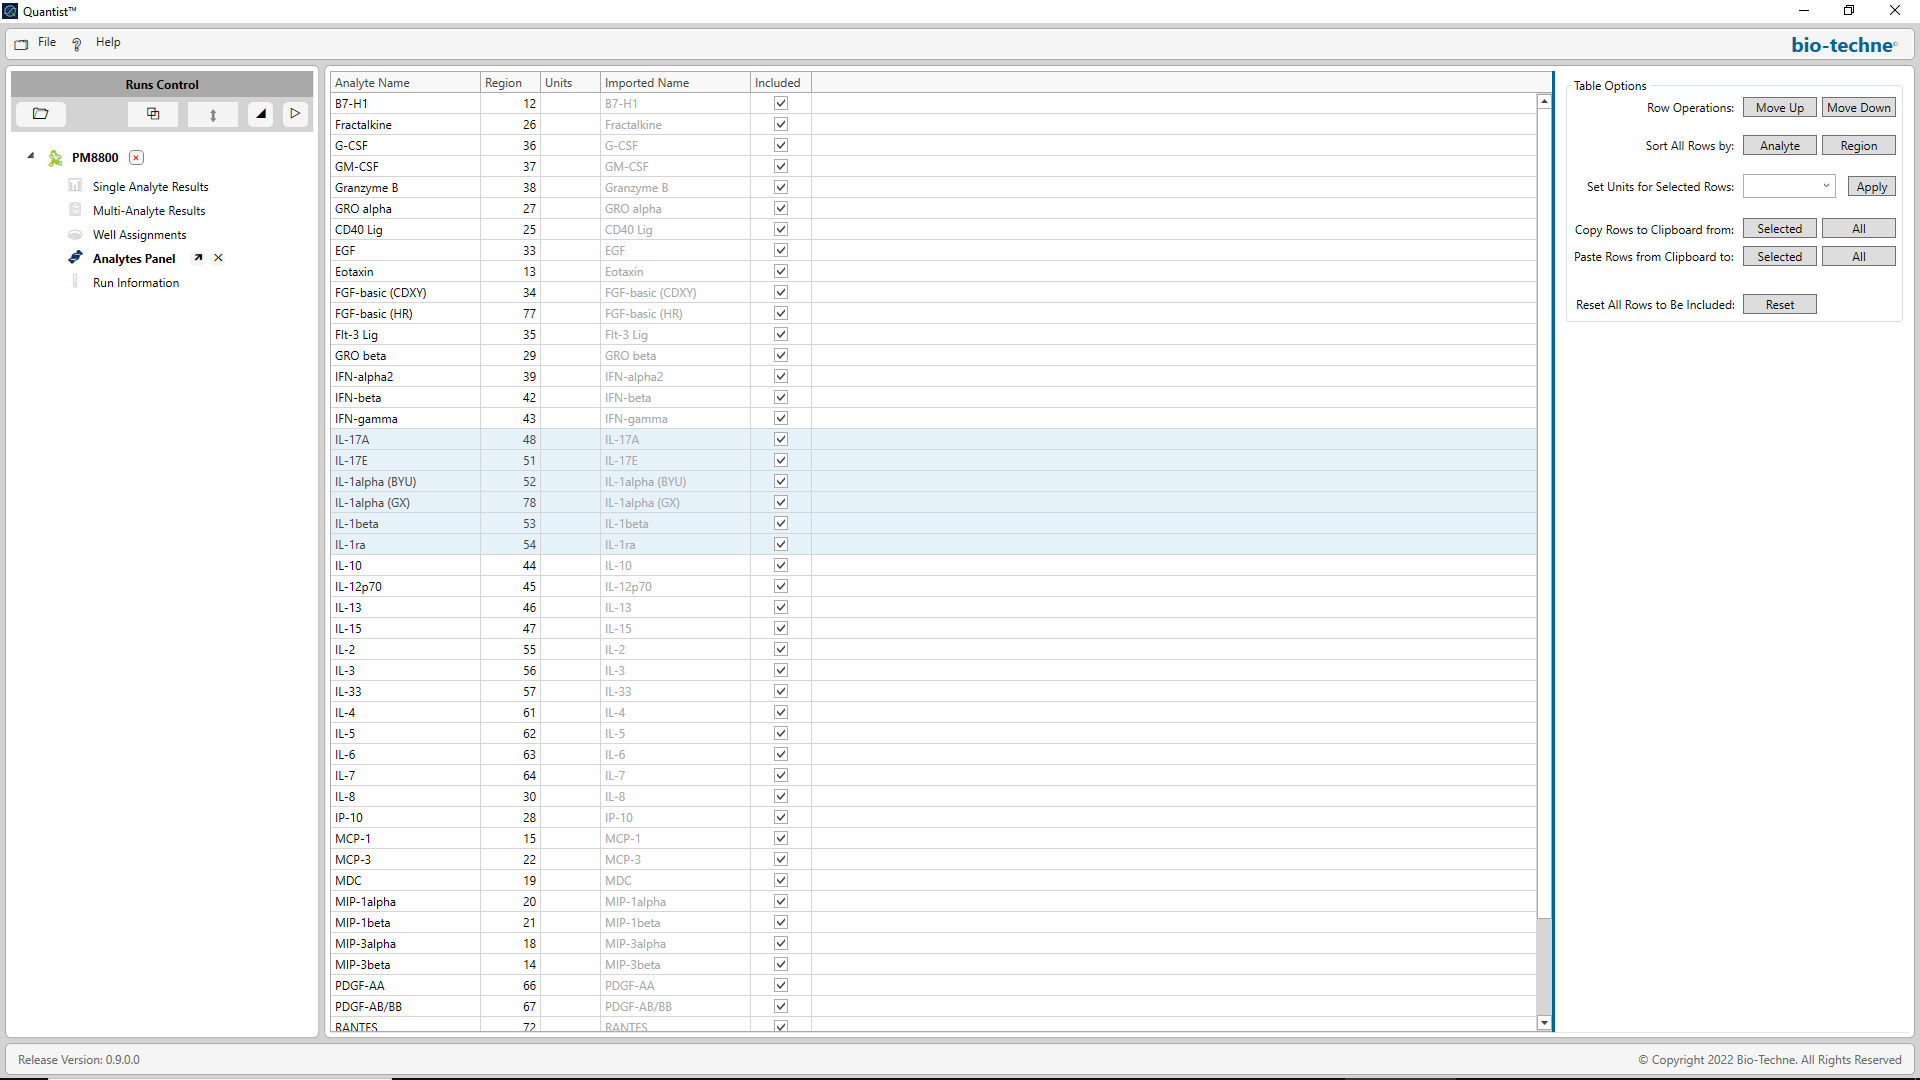 Quantist™
File Help
bio-techne®
Runs Control
PM8800
Single Analyte Results
Multi-Analyte Results
Well Assignments
Analytes Panel
Run Information
Analyte Name Region Units Imported Name Included
B7-H1 12 B7-H1
Fractalkine 26 Fractalkine
G-CSF 36 G-CSF
GM-CSF 37 GM-CSF
Granzyme B 38 Granzyme B
GRO alpha 27 GRO alpha
CD40 Lig 25 CD40 Lig
EGF 33 EGF
Eotaxin 13 Eotaxin
FGF-basic (CDXY) 34 FGF-basic (CDXY)
FGF-basic (HR) 77 FGF-basic (HR)
Flt-3 Lig 35 Flt-3 Lig
GRO beta 29 GRO beta
IFN-alpha2 39 IFN-alpha2
IFN-beta 42 IFN-beta
IFN-gamma 43 IFN-gamma
IL-17A 48 IL-17A
IL-17E 51 IL-17E
IL-1alpha (BYU) 52 IL-1alpha (BYU)
IL-1alpha (GX) 78 IL-1alpha (GX)
IL-1beta 53 IL-1beta
IL-1ra 54 IL-1ra
IL-10 44 IL-10
IL-12p70 45 IL-12p70
IL-13 46 IL-13
IL-15 47 IL-15
IL-2 55 IL-2
IL-3 56 IL-3
IL-33 57 IL-33
IL-4 61 IL-4
IL-5 62 IL-5
IL-6 63 IL-6
IL-7 64 IL-7
IL-8 30 IL-8
IP-10 28 IP-10
MCP-1 15 MCP-1
MCP-3 22 MCP-3
MDC 19 MDC
MIP-1alpha 20 MIP-1alpha
MIP-1beta 21 MIP-1beta
MIP-3alpha 18 MIP-3alpha
MIP-3beta 14 MIP-3beta
PDGF-AA 66 PDGF-AA
PDGF-AB/BB 67 PDGF-AB/BB
RANTES 72 RANTES
Table Options
Row Operations: Move Up Move Down
Sort All Rows by: Analyte Region
Set Units for Selected Rows: Apply
Copy Rows to Clipboard from: Selected All
Paste Rows from Clipboard to: Selected All
Reset All Rows to Be Included: Reset
Release Version: 0.9.0.0
© Copyright 2022 Bio-Techne. All Rights Reserved